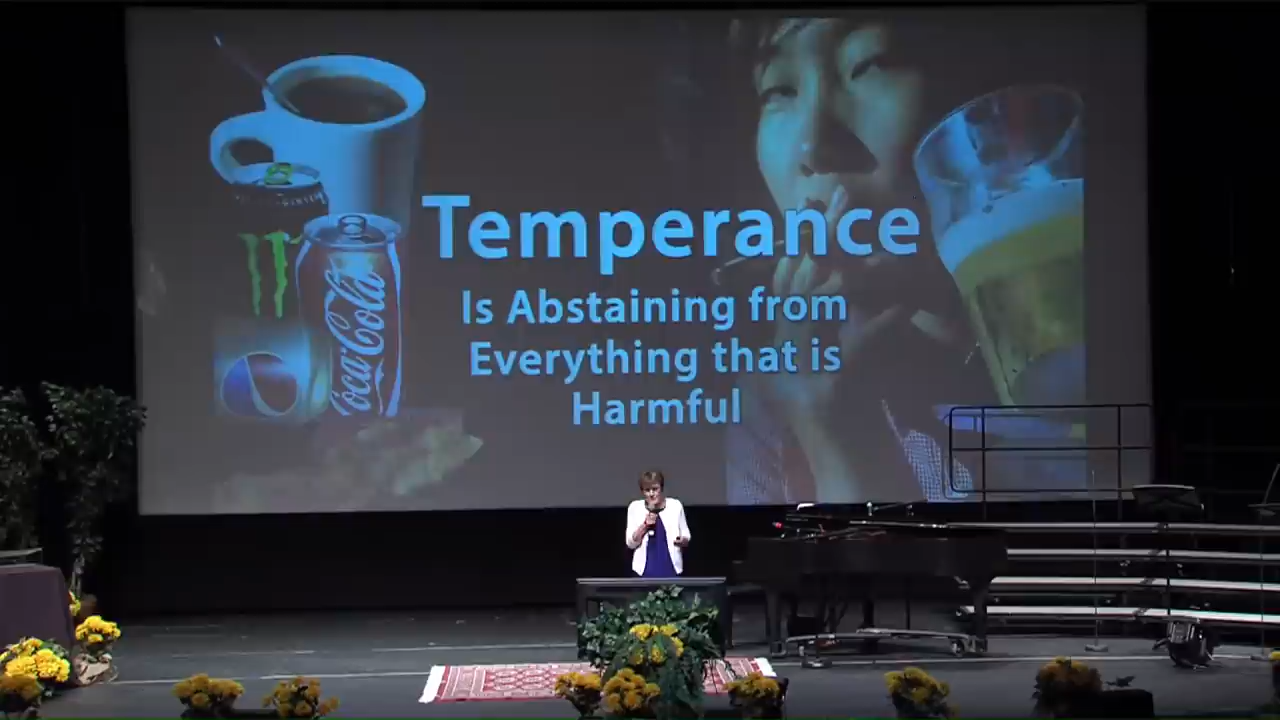 Temperance
Is Abstaining from
Everything that is
Harmful
Coca-Cola